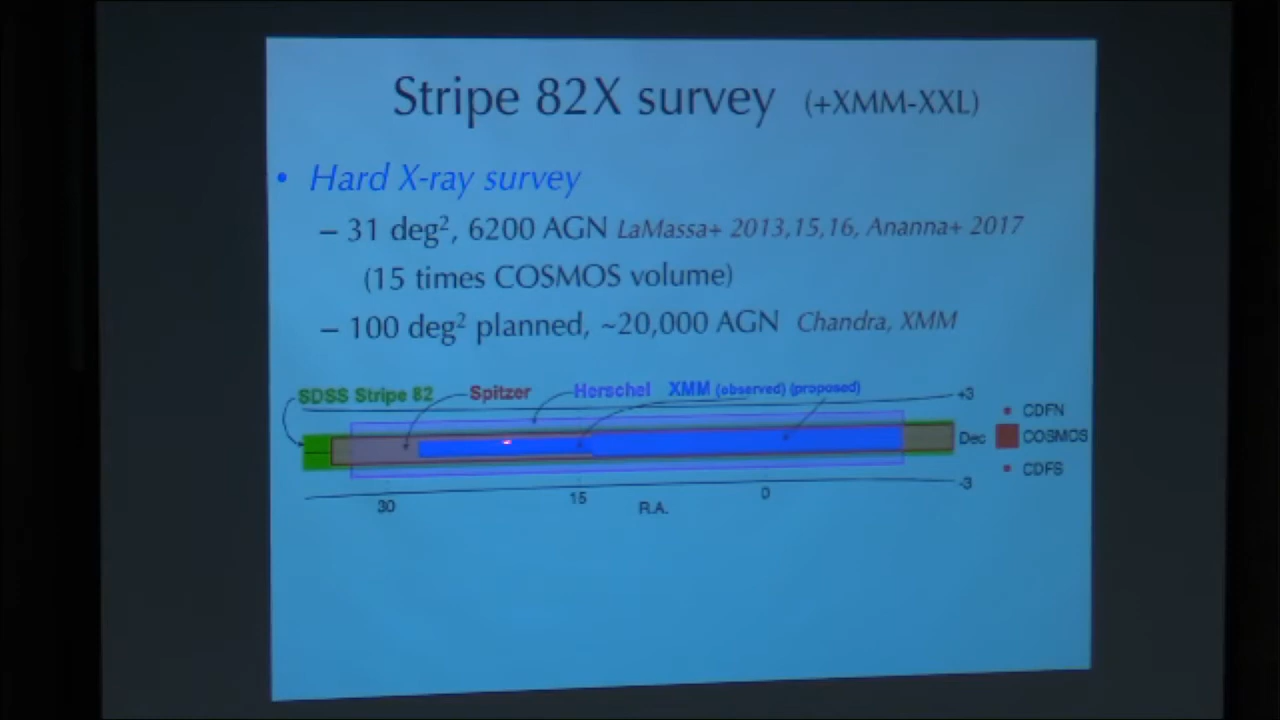 Stripe 82X survey (+XMM-XXL)
• Hard X-ray survey
– 31 deg², 6200 AGN LaMassa+ 2013,15,16, Ananna+ 2017
(15 times COSMOS volume)
– 100 deg² planned, ~20,000 AGN Chandra, XMM
SDSS Stripe 82 Spitzer Herschel XMM (observed) (proposed)
+3
CDFN
Dec
COSMOS
CDFS
-3
30 15 0
R.A.